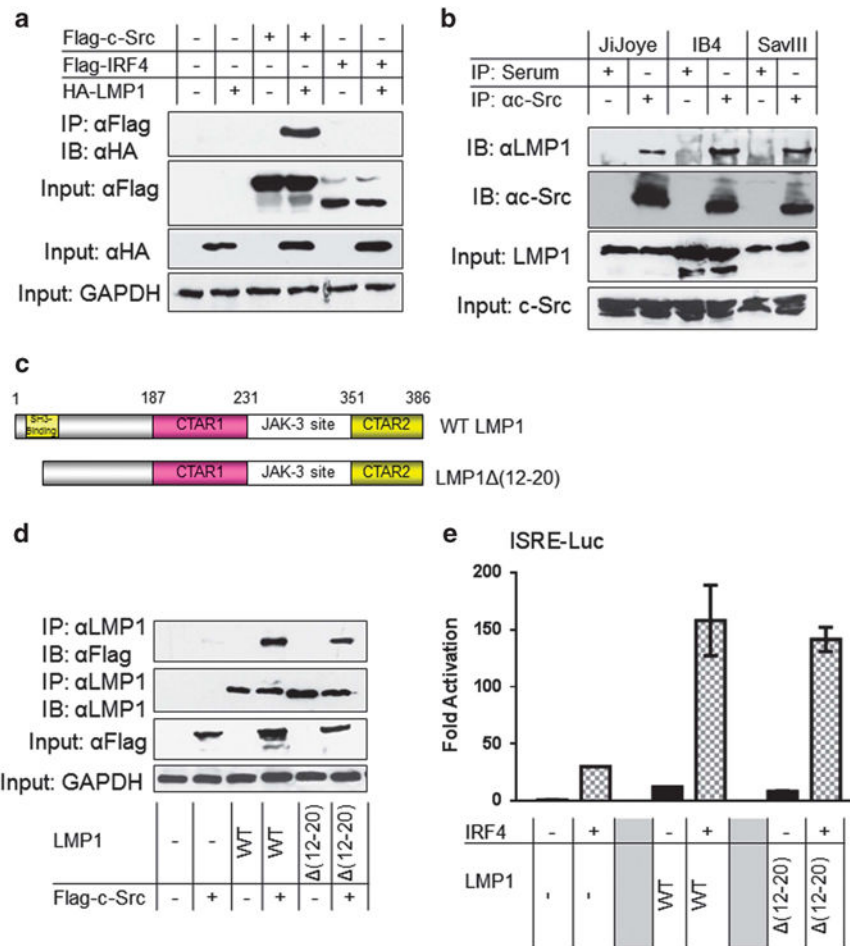 a
Flag-c-Src - - + + - -
Flag-IRF4 - - - - + +
HA-LMP1 - + - + - +
IP: αFlag
IB: αHA
Input: αFlag
Input: αHA
Input: GAPDH
b
JiJoye IB4 SavIII
IP: Serum + - + - + -
IP: αc-Src - + - + - +
IB: αLMP1
IB: αc-Src
Input: LMP1
Input: c-Src
c
1 187 231 351 386
SH3-Binding CTAR1 JAK-3 site CTAR2 WT LMP1
CTAR1 JAK-3 site CTAR2 LMP1Δ(12-20)
d
IP: αLMP1
IB: αFlag
IP: αLMP1
IB: αLMP1
Input: αFlag
Input: GAPDH
LMP1 - - WT WT Δ(12-20) Δ(12-20)
Flag-c-Src - + - + - +
e
ISRE-Luc
Fold Activation
200
150
100
50
0
IRF4 - + - + - +
LMP1 - - WT WT Δ(12-20) Δ(12-20)